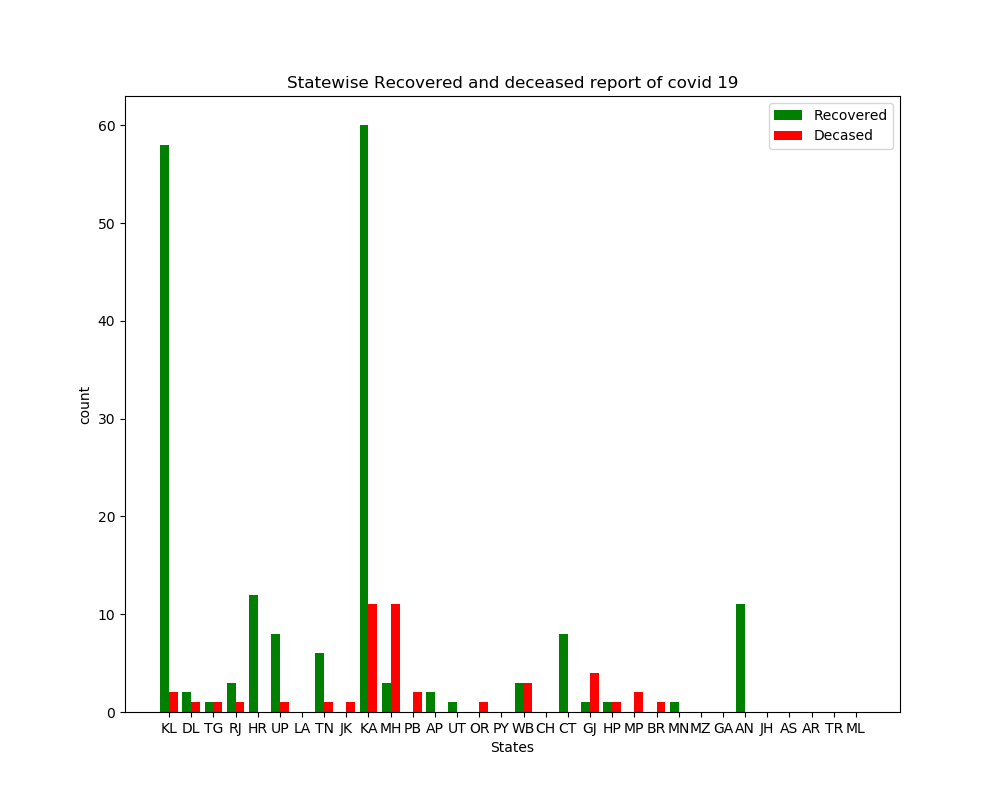 Statewise Recovered and deceased report of covid 19
Recovered
Decased
60
50
40
30
20
10
0
count
KL DL TG RJ HR UP LA TN JK KA MH PB AP UT OR PY WB CH CT GJ HP MP BR MN MZ GA AN JH AS AR TR ML
States